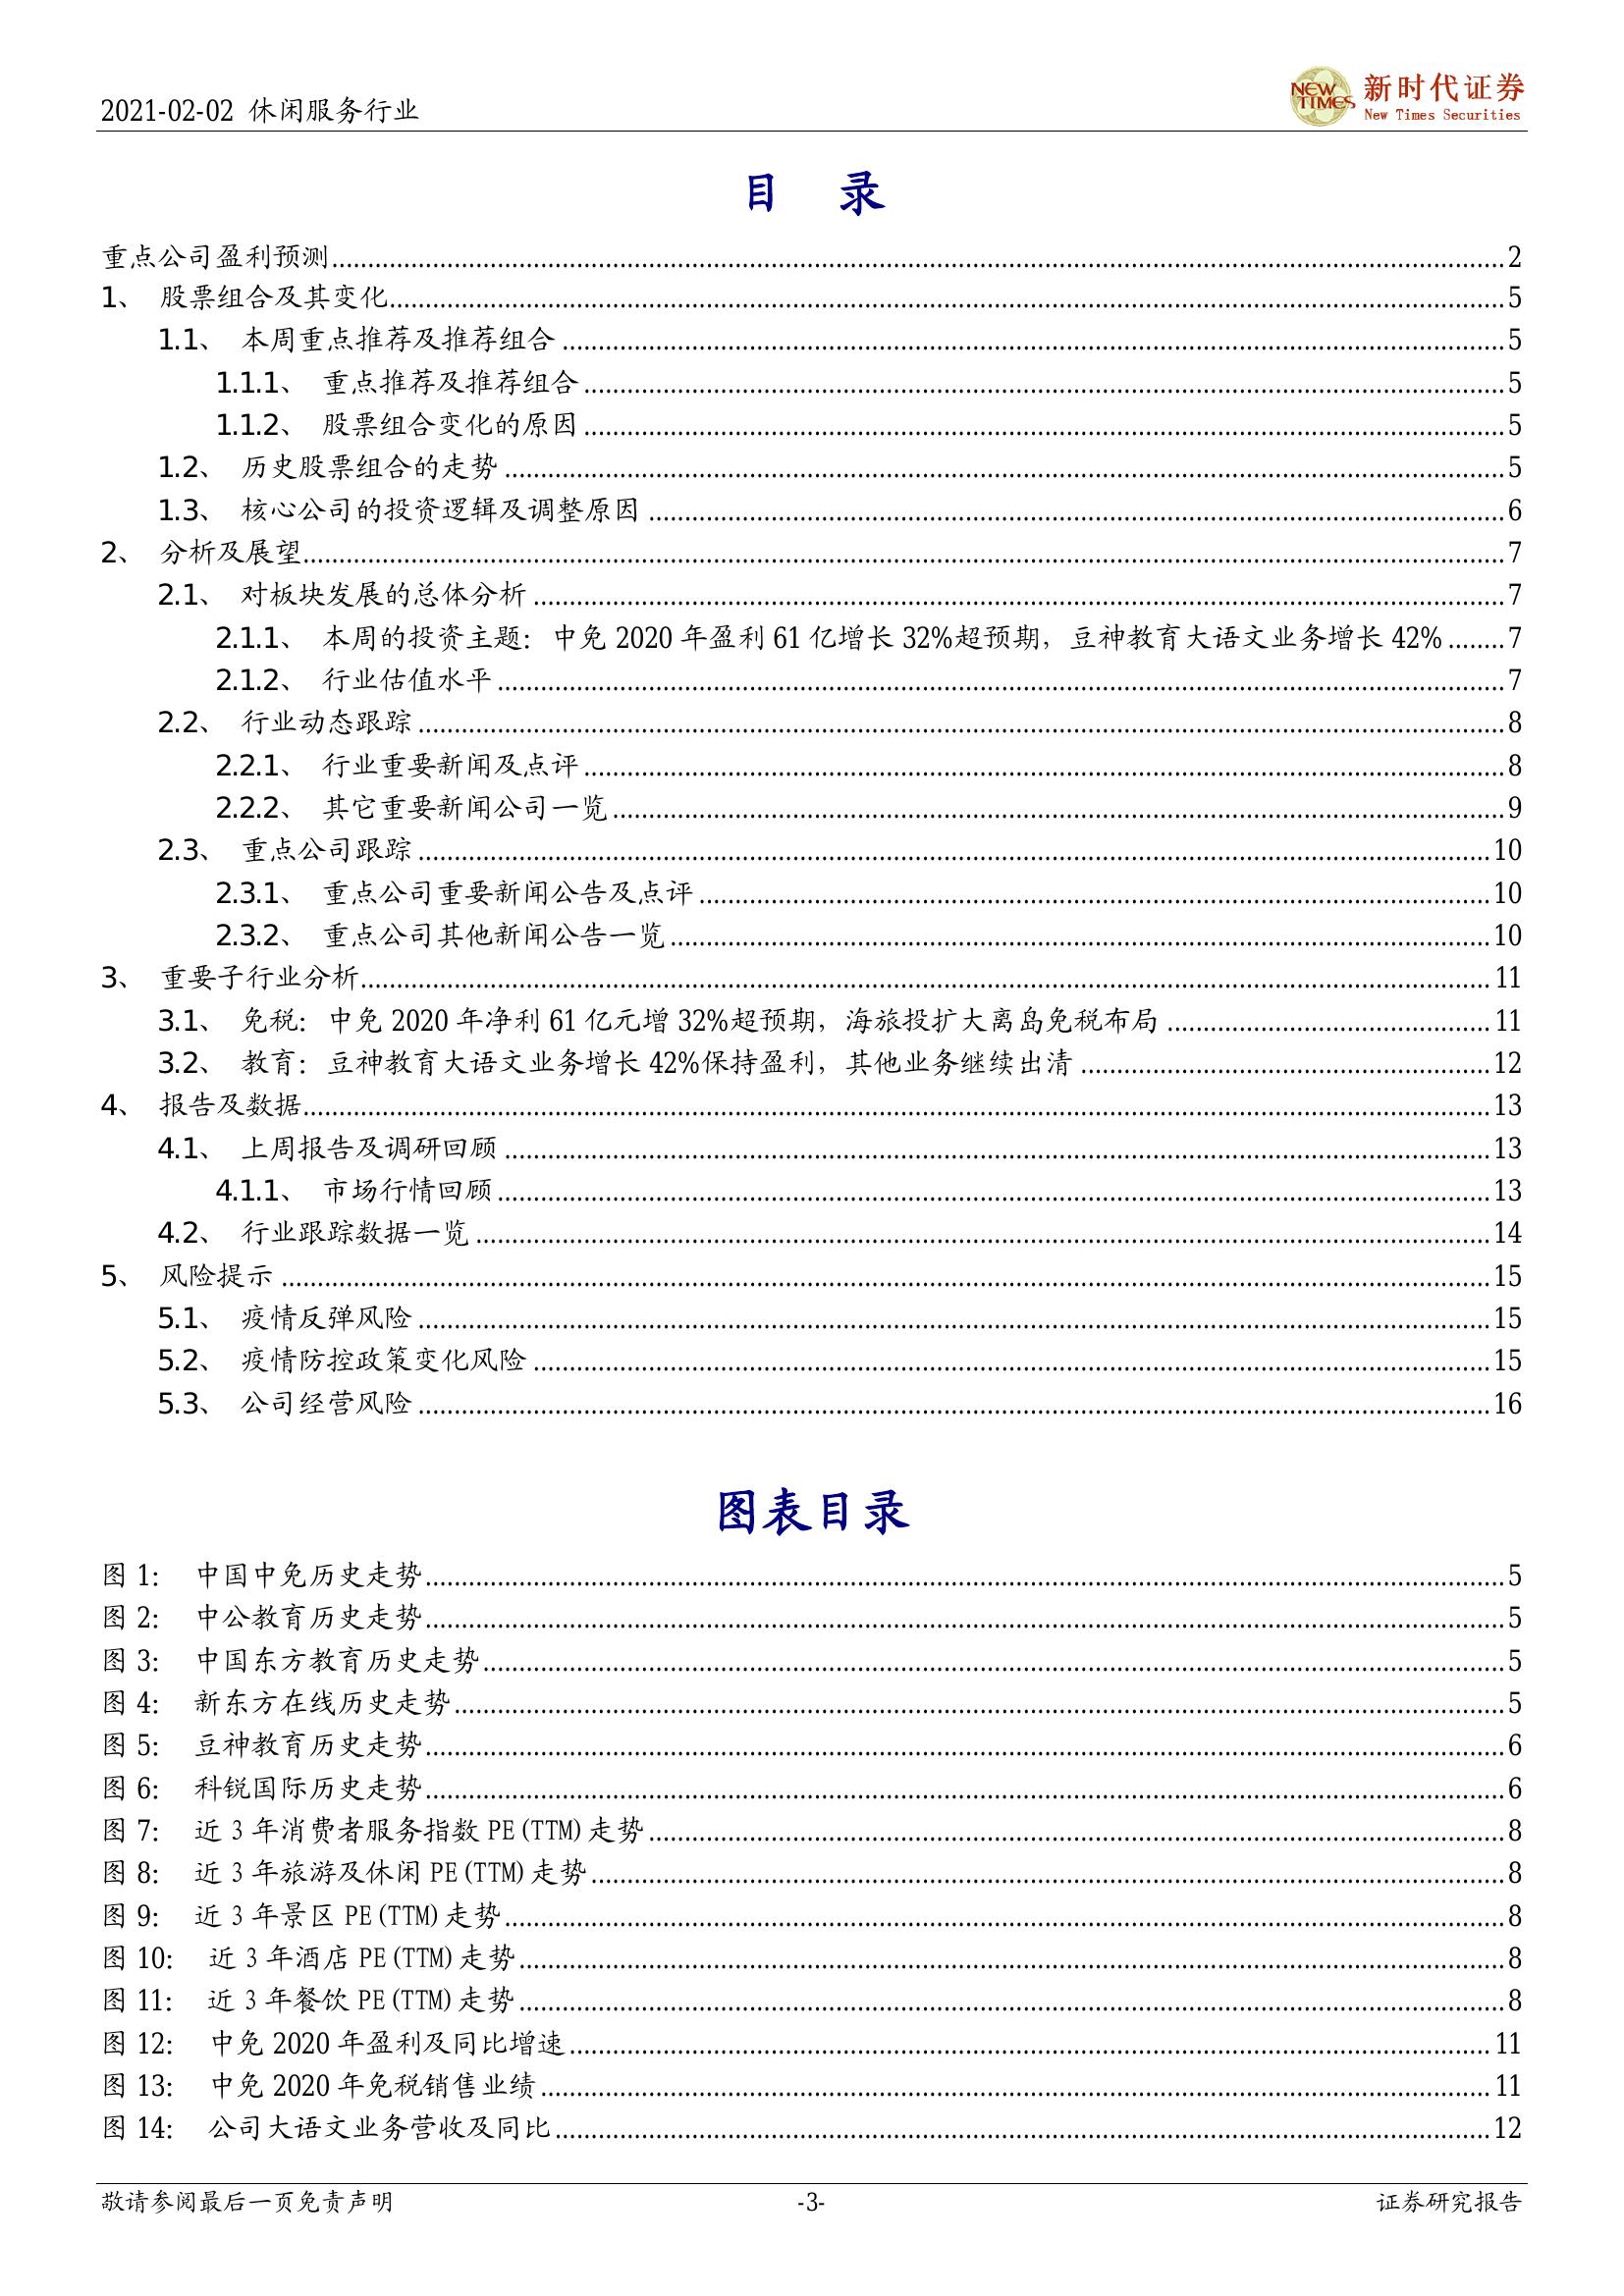 2021-02-02 休闲服务行业
NEW TIMES 新时代证券
New Times Securities
目 录
重点公司盈利预测 2
1、 股票组合及其变化 5
1.1、 本周重点推荐及推荐组合 5
1.1.1、 重点推荐及推荐组合 5
1.1.2、 股票组合变化的原因 5
1.2、 历史股票组合的走势 5
1.3、 核心公司的投资逻辑及调整原因 6
2、 分析及展望 7
2.1、 对板块发展的总体分析 7
2.1.1、 本周的投资主题：中免 2020 年盈利 61 亿增长 32%超预期，豆神教育大语文业务增长 42% 7
2.1.2、 行业估值水平 7
2.2、 行业动态跟踪 8
2.2.1、 行业重要新闻及点评 8
2.2.2、 其它重要新闻公司一览 9
2.3、 重点公司跟踪 10
2.3.1、 重点公司重要新闻公告及点评 10
2.3.2、 重点公司其他新闻公告一览 10
3、 重要子行业分析 11
3.1、 免税：中免 2020 年净利 61 亿元增 32%超预期，海旅投扩大离岛免税布局 11
3.2、 教育：豆神教育大语文业务增长 42%保持盈利，其他业务继续出清 12
4、 报告及数据 13
4.1、 上周报告及调研回顾 13
4.1.1、 市场行情回顾 13
4.2、 行业跟踪数据一览 14
5、 风险提示 15
5.1、 疫情反弹风险 15
5.2、 疫情防控政策变化风险 15
5.3、 公司经营风险 16
图表目录
图 1： 中国中免历史走势 5
图 2： 中公教育历史走势 5
图 3： 中国东方教育历史走势 5
图 4： 新东方在线历史走势 5
图 5： 豆神教育历史走势 6
图 6： 科锐国际历史走势 6
图 7： 近 3 年消费者服务指数 PE (TTM) 走势 8
图 8： 近 3 年旅游及休闲 PE (TTM) 走势 8
图 9： 近 3 年景区 PE (TTM) 走势 8
图 10： 近 3 年酒店 PE (TTM) 走势 8
图 11： 近 3 年餐饮 PE (TTM) 走势 8
图 12： 中免 2020 年盈利及同比增速 11
图 13： 中免 2020 年免税销售业绩 11
图 14： 公司大语文业务营收及同比 12
敬请参阅最后一页免责声明 -3- 证券研究报告